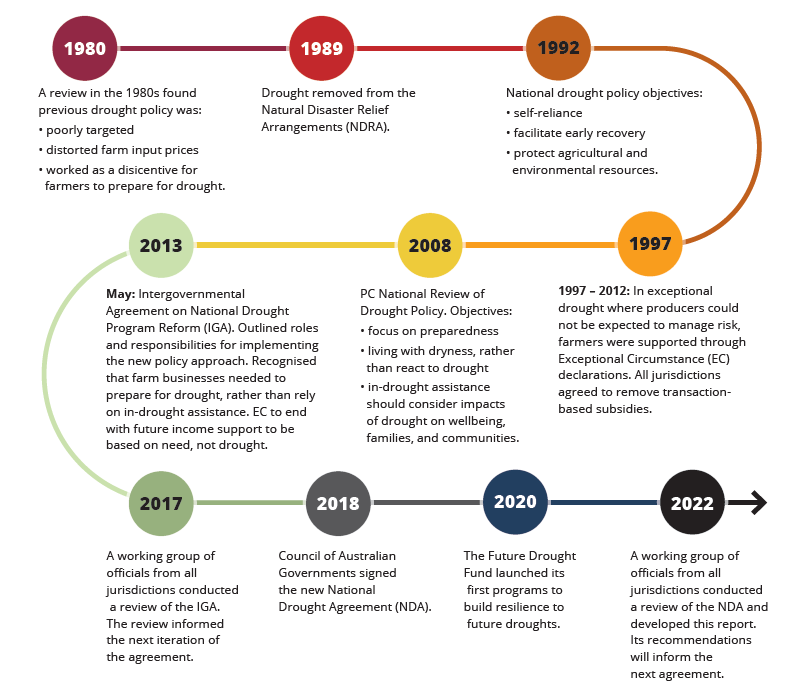 1980
A review in the 1980s found
previous drought policy was:
• poorly targeted
• distorted farm input prices
• worked as a disicentive for
farmers to prepare for drought.
1989
Drought removed from the
Natural Disaster Relief
Arrangements (NDRA).
1992
National drought policy objectives:
• self-reliance
• facilitate early recovery
• protect agricultural and
environmental resources.
1997
1997 – 2012: In exceptional
drought where producers could
not be expected to manage risk,
farmers were supported through
Exceptional Circumstance (EC)
declarations. All jurisdictions
agreed to remove transaction-
based subsidies.
2008
PC National Review of
Drought Policy. Objectives:
• focus on preparedness
• living with dryness, rather
than react to drought
• in-drought assistance
should consider impacts
of drought on wellbeing,
families, and communities.
2013
May: Intergovernmental
Agreement on National Drought
Program Reform (IGA). Outlined roles
and responsibilities for implementing
the new policy approach. Recognised
that farm businesses needed to
prepare for drought, rather than rely
on in-drought assistance. EC to end
with future income support to be
based on need, not drought.
2017
A working group of
officials from all
jurisdictions conducted
a review of the IGA.
The review informed
the next iteration of
the agreement.
2018
Council of Australian
Governments signed
the new National
Drought Agreement (NDA).
2020
The Future Drought
Fund launched its
first programs to
build resilience to
future droughts.
2022
A working group of
officials from all
jurisdictions conducted
a review of the NDA and
developed this report.
Its recommendations
will inform the
next agreement.